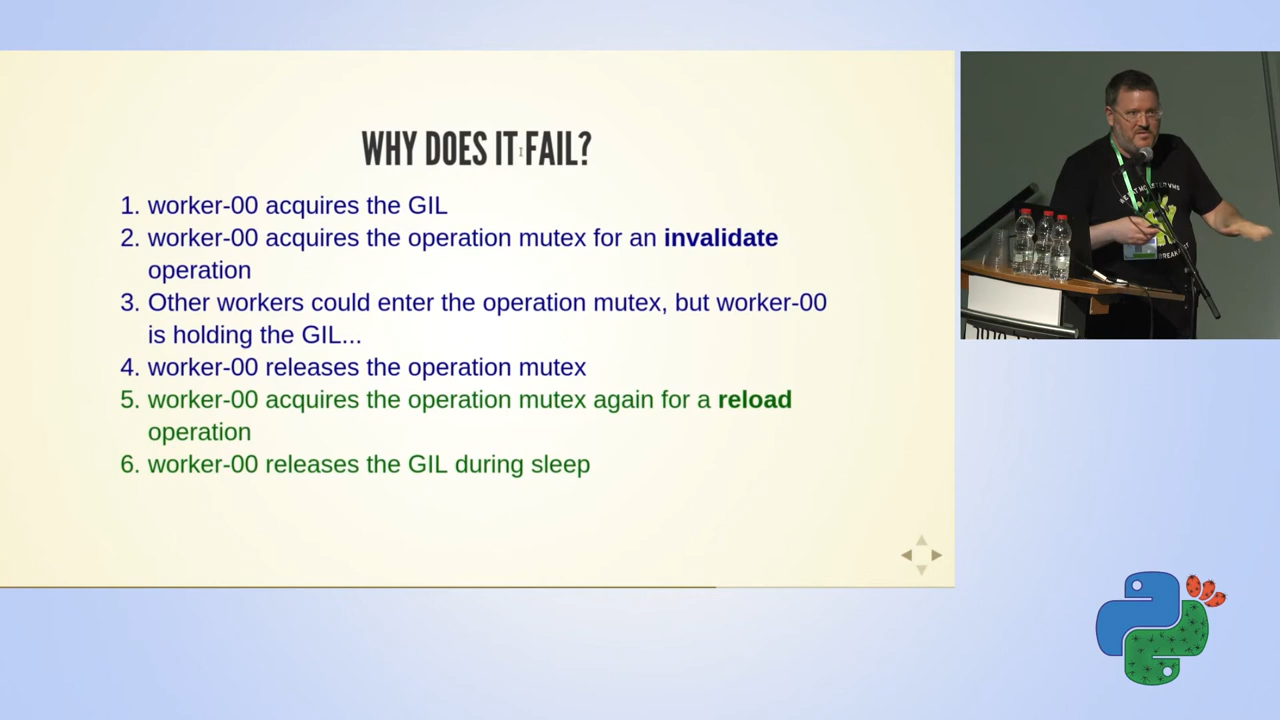 WHY DOES IT FAIL?
1. worker-00 acquires the GIL
2. worker-00 acquires the operation mutex for an invalidate
operation
3. Other workers could enter the operation mutex, but worker-00
is holding the GIL...
4. worker-00 releases the operation mutex
5. worker-00 acquires the operation mutex again for a reload
operation
6. worker-00 releases the GIL during sleep